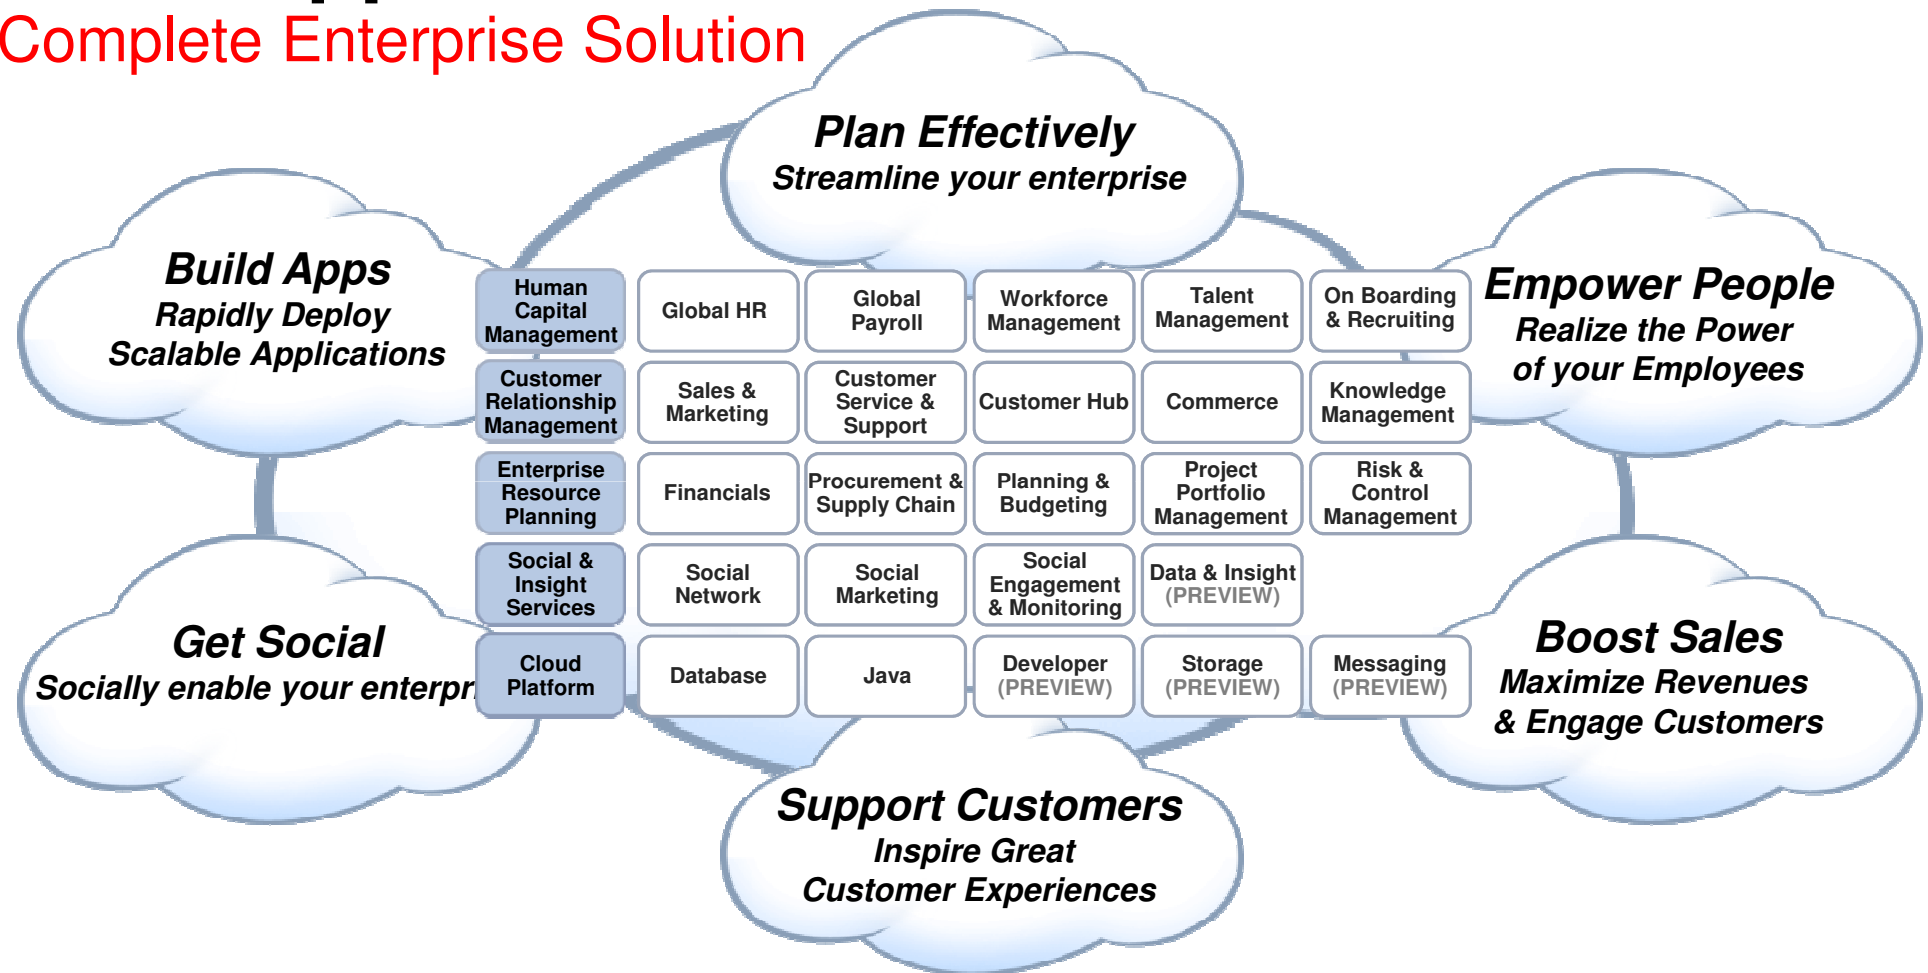 Complete Enterprise Solution
Plan Effectively
Streamline your enterprise
Build Apps
Rapidly Deploy
Scalable Applications
Empower People
Realize the Power
of your Employees
Human
Capital
Management
Global HR
Global
Payroll
Workforce
Management
Talent
Management
On Boarding
& Recruiting
Customer
Relationship
Management
Sales &
Marketing
Customer
Service &
Support
Customer Hub
Commerce
Knowledge
Management
Enterprise
Resource
Planning
Financials
Procurement &
Supply Chain
Planning &
Budgeting
Project
Portfolio
Management
Risk &
Control
Management
Social &
Insight
Services
Social
Network
Social
Marketing
Social
Engagement
& Monitoring
Data & Insight
(PREVIEW)
Cloud
Platform
Database
Java
Developer
(PREVIEW)
Storage
(PREVIEW)
Messaging
(PREVIEW)
Get Social
Socially enable your
Boost Sales
Maximize Revenues
& Engage Customers
Support Customers
Inspire Great
Customer Experiences